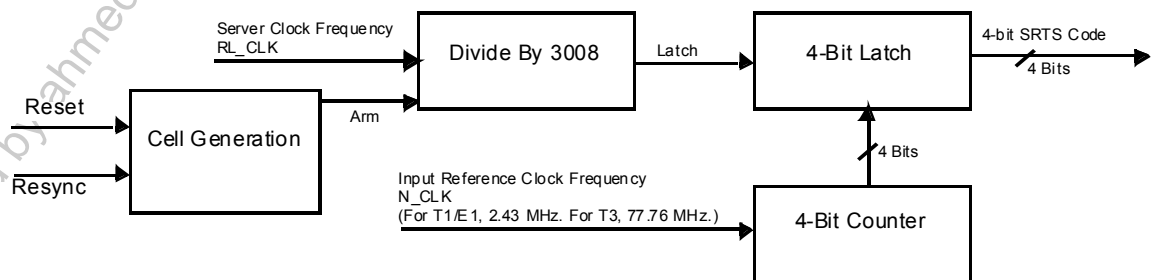 Server Clock Frequency
RL_CLK
Divide By 3008
Latch
4-Bit Latch
4-bit SRTS Code
4 Bits
Reset
Resync
Cell Generation
Arm
4 Bits
Input Reference Clock Frequency
N_CLK
(For T1/E1, 2.43 MHz. For T3, 77.76 MHz.)
4-Bit Counter
by ahmed